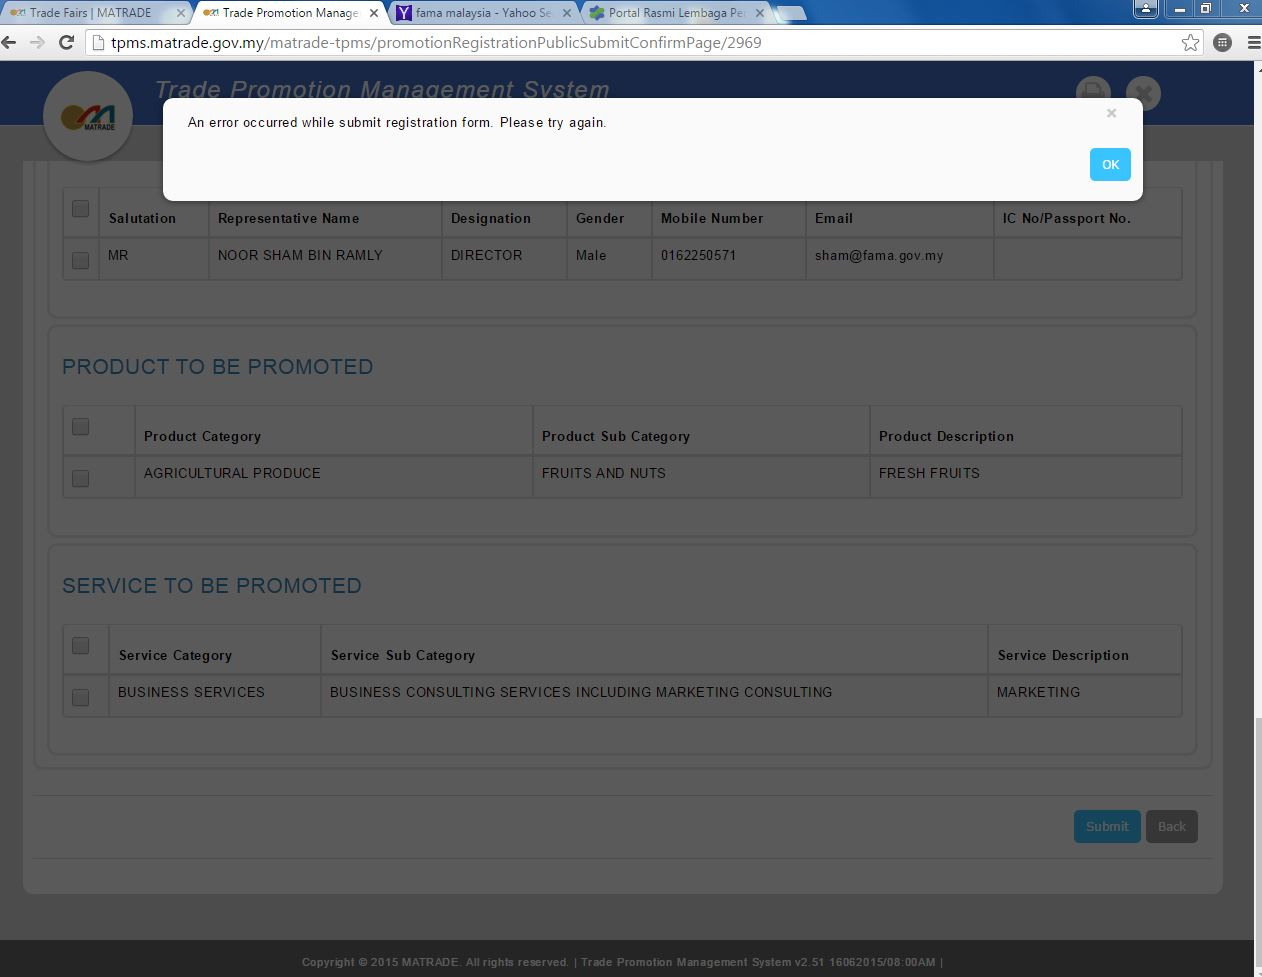 Trade Fairs | MATRADE
Trade Promotion Manage
fama malaysia - Yahoo Se
Portal Rasmi Lembaga Pe
tpms.matrade.gov.my/matrade-tpms/promotionRegistrationPublicSubmitConfirmPage/2969
Trade Promotion Management System
MATRADE
An error occurred while submit registration form. Please try again.
×
OK
Salutation Representative Name Designation Gender Mobile Number Email IC No/Passport No.
MR NOOR SHAM BIN RAMLY DIRECTOR Male 0162250571 sham@fama.gov.my
PRODUCT TO BE PROMOTED
Product Category Product Sub Category Product Description
AGRICULTURAL PRODUCE FRUITS AND NUTS FRESH FRUITS
SERVICE TO BE PROMOTED
Service Category Service Sub Category Service Description
BUSINESS SERVICES BUSINESS CONSULTING SERVICES INCLUDING MARKETING CONSULTING MARKETING
Submit Back
Copyright © 2015 MATRADE. All rights reserved. | Trade Promotion Management System v2.51 16062015/08:00AM |